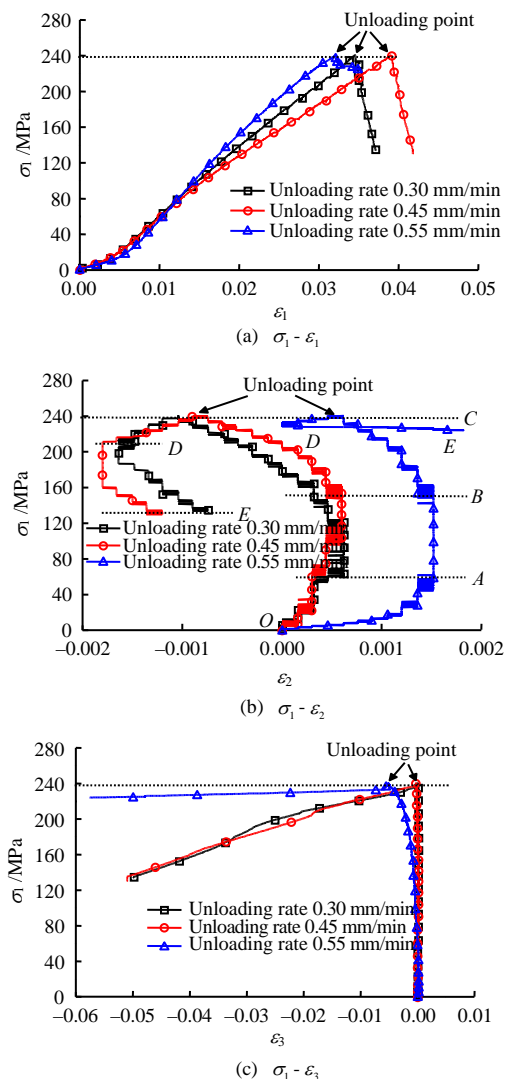 Unloading point
280
240
200
160
120
80
40
0
σ1 /MPa
Unloading rate 0.30 mm/min
Unloading rate 0.45 mm/min
Unloading rate 0.55 mm/min
0.00 0.01 0.02 0.03 0.04 0.05
ε1
(a) σ1 - ε1
Unloading point
280
240
200
160
120
80
40
0
σ1 /MPa
C
D
D
E
B
E
Unloading rate 0.30 mm/min
Unloading rate 0.45 mm/min
Unloading rate 0.55 mm/min
A
O
−0.002 −0.001 0.000 0.001 0.002
ε2
(b) σ1 - ε2
Unloading point
280
240
200
160
120
80
40
0
σ1 /MPa
Unloading rate 0.30 mm/min
Unloading rate 0.45 mm/min
Unloading rate 0.55 mm/min
−0.06 −0.05 −0.04 −0.03 −0.02 −0.01 0.00 0.01
ε3
(c) σ1 - ε3